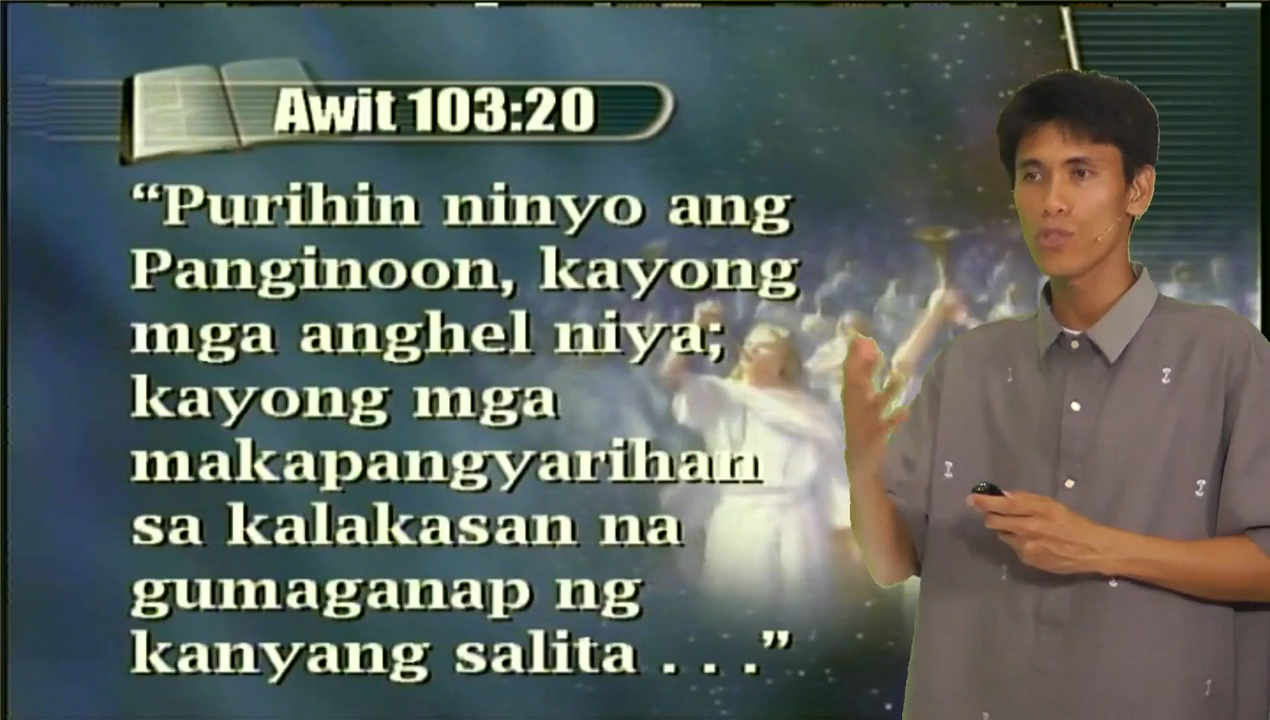 Awit 103:20
“Purihin ninyo ang
Panginoon, kayong
mga anghel niya;
kayong mga
makapangyarihan
sa kalakasan na
gumaganap ng
kanyang salita . . .”